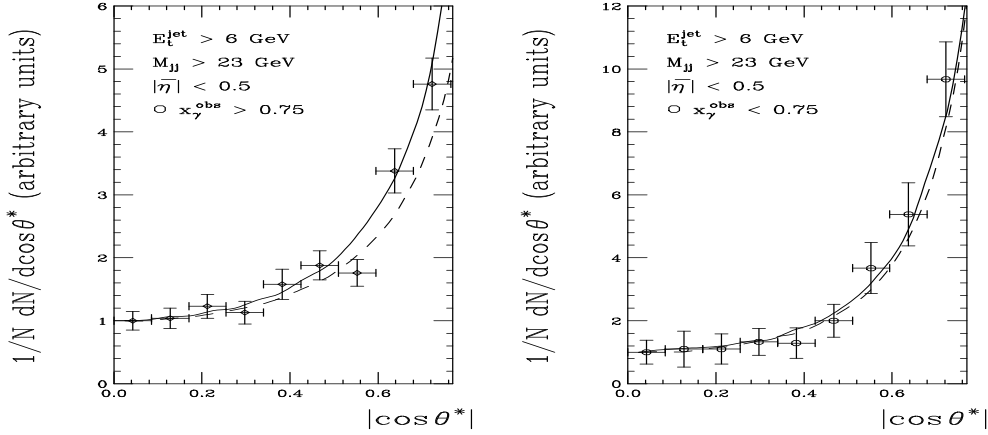 1/N dN/dcosθ* (arbitrary units)
6
5
4
3
2
1
0
E_t^jet > 6 GeV
M_jj > 23 GeV
|η̅| < 0.5
○ x_γ^obs > 0.75
0.0 0.2 0.4 0.6
|cosθ*|
1/N dN/dcosθ* (arbitrary units)
12
10
8
6
4
2
0
E_t^jet > 6 GeV
M_jj > 23 GeV
|η̅| < 0.5
○ x_γ^obs < 0.75
0.0 0.2 0.4 0.6
|cosθ*|